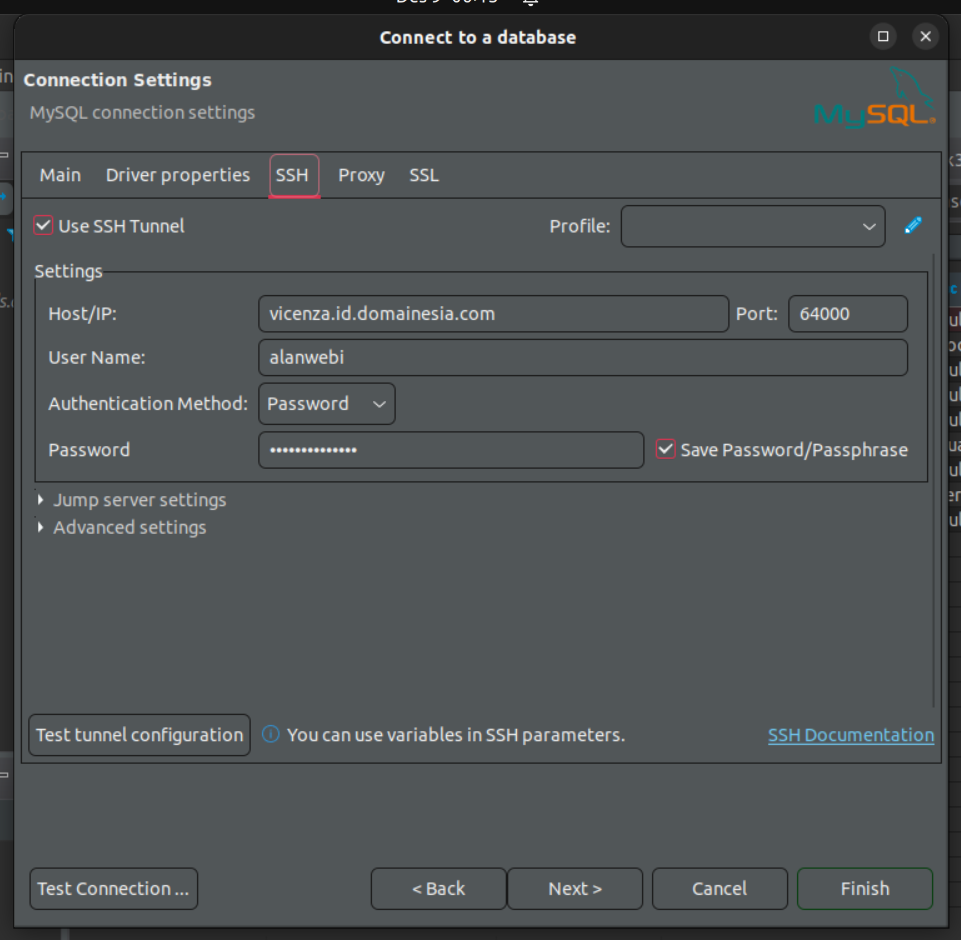 Connect to a database
Connection Settings
MySQL connection settings
MySQL®
Main Driver properties SSH Proxy SSL
Use SSH Tunnel Profile:
Settings
Host/IP: vicenza.id.domainesia.com Port: 64000
User Name: alanwebi
Authentication Method: Password
Password •••••••••••••• Save Password/Passphrase
Jump server settings
Advanced settings
Test tunnel configuration You can use variables in SSH parameters. SSH Documentation
Test Connection ... < Back Next > Cancel Finish